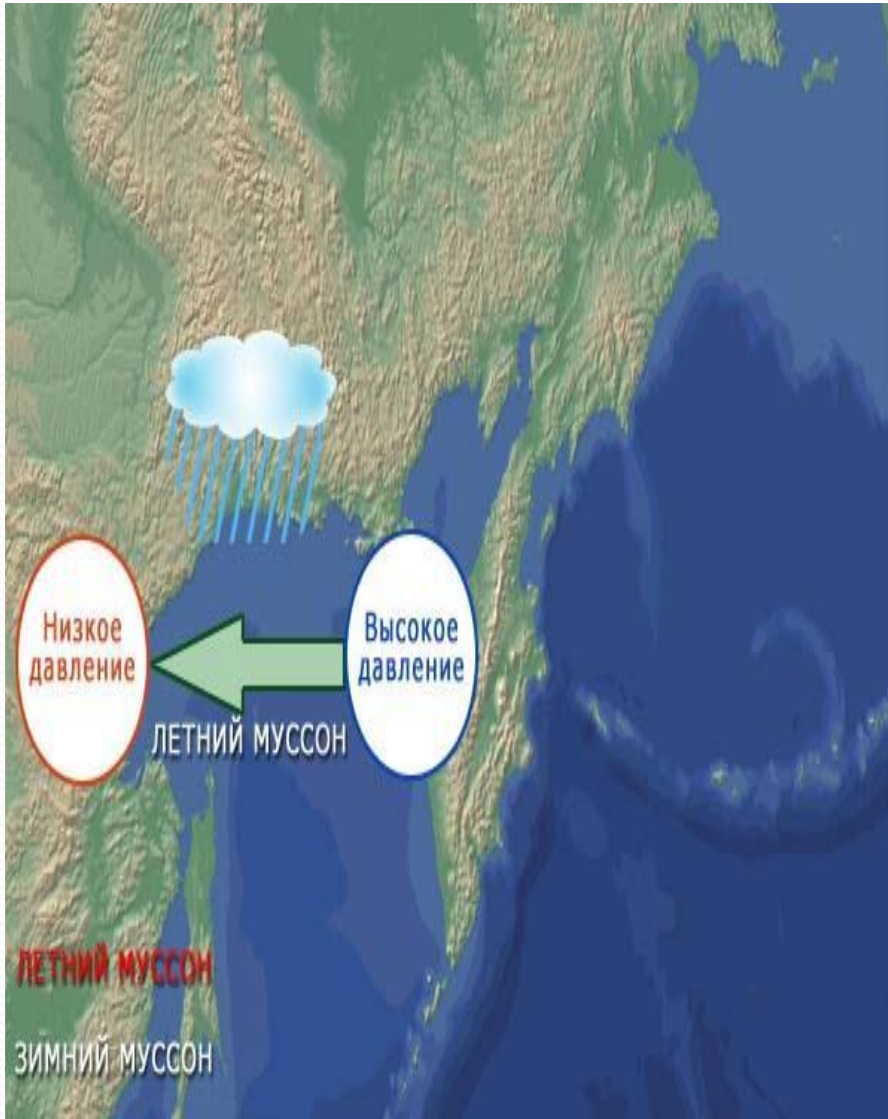 Низкое
давление
Высокое
давление
ЛЕТНИЙ МУССОН
ЛЕТНИЙ МУССОН
ЗИМНИЙ МУССОН